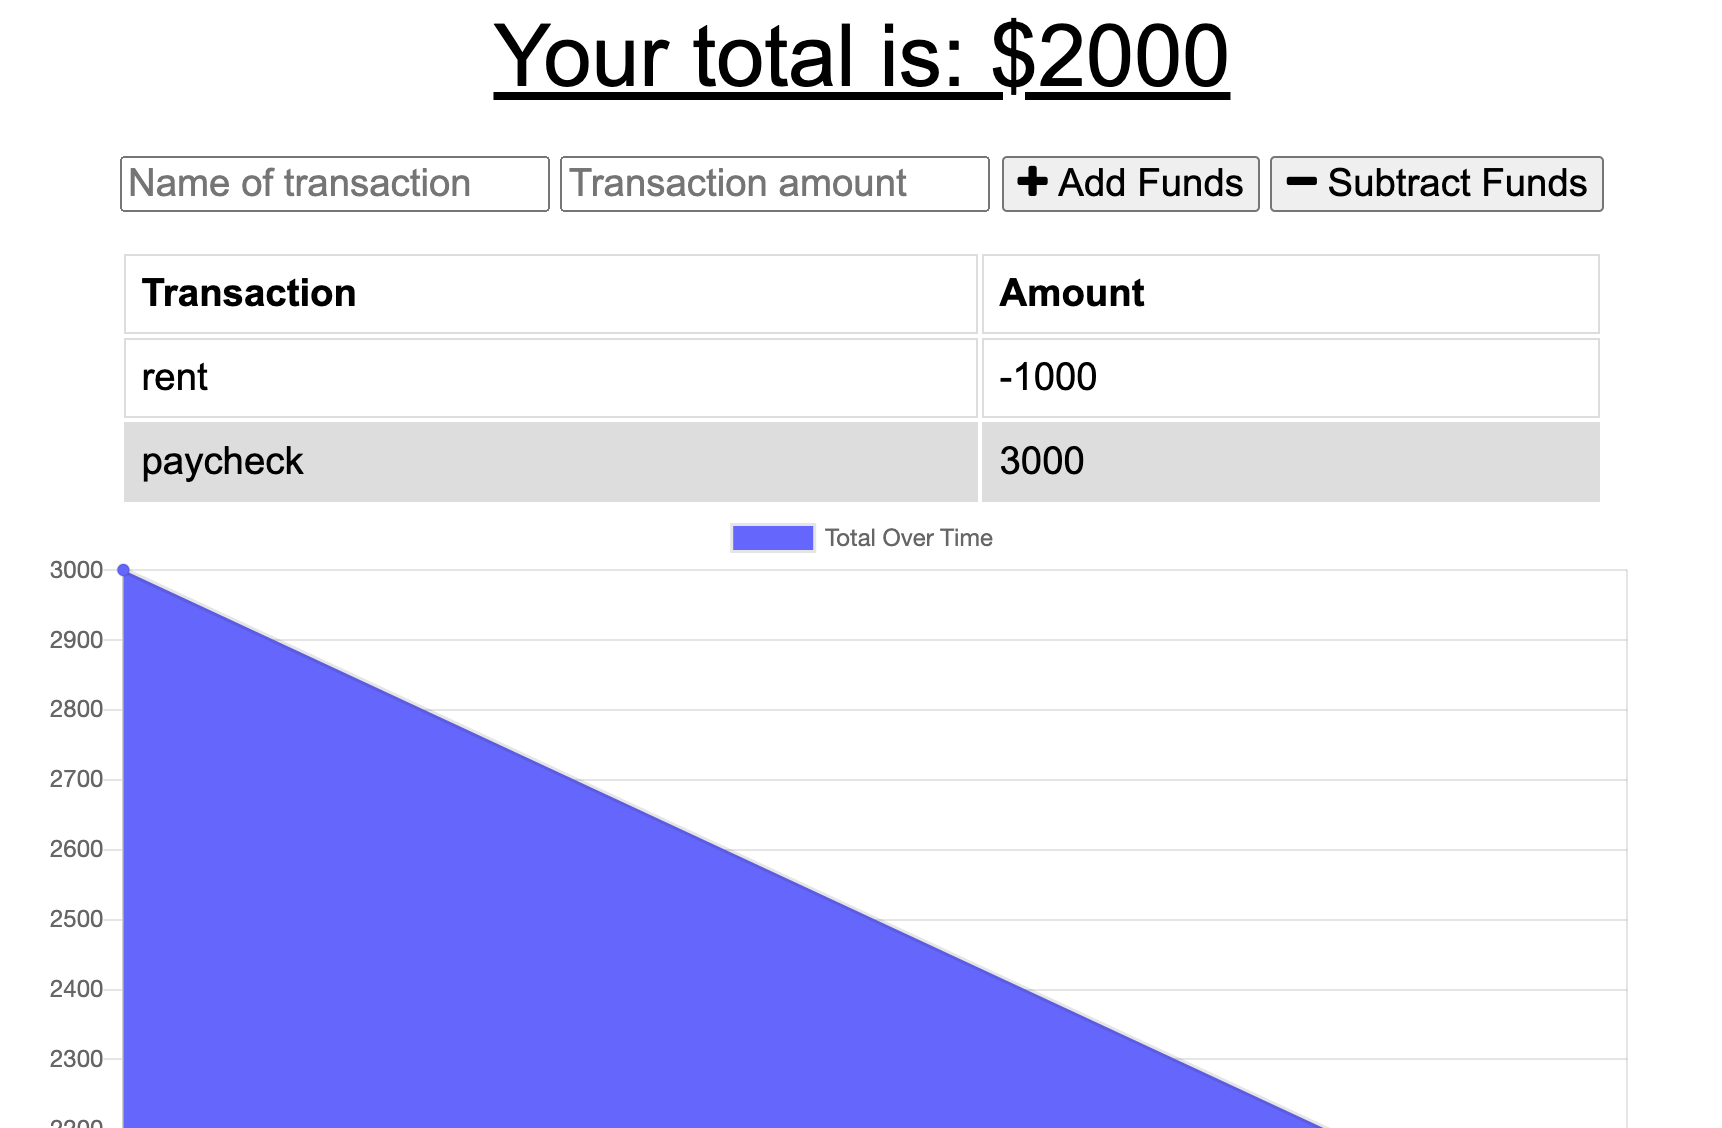 Your total is: $2000
Name of transaction Transaction amount Add Funds Subtract Funds
Transaction Amount
rent -1000
paycheck 3000
Total Over Time
3000
2900
2800
2700
2600
2500
2400
2300
2200